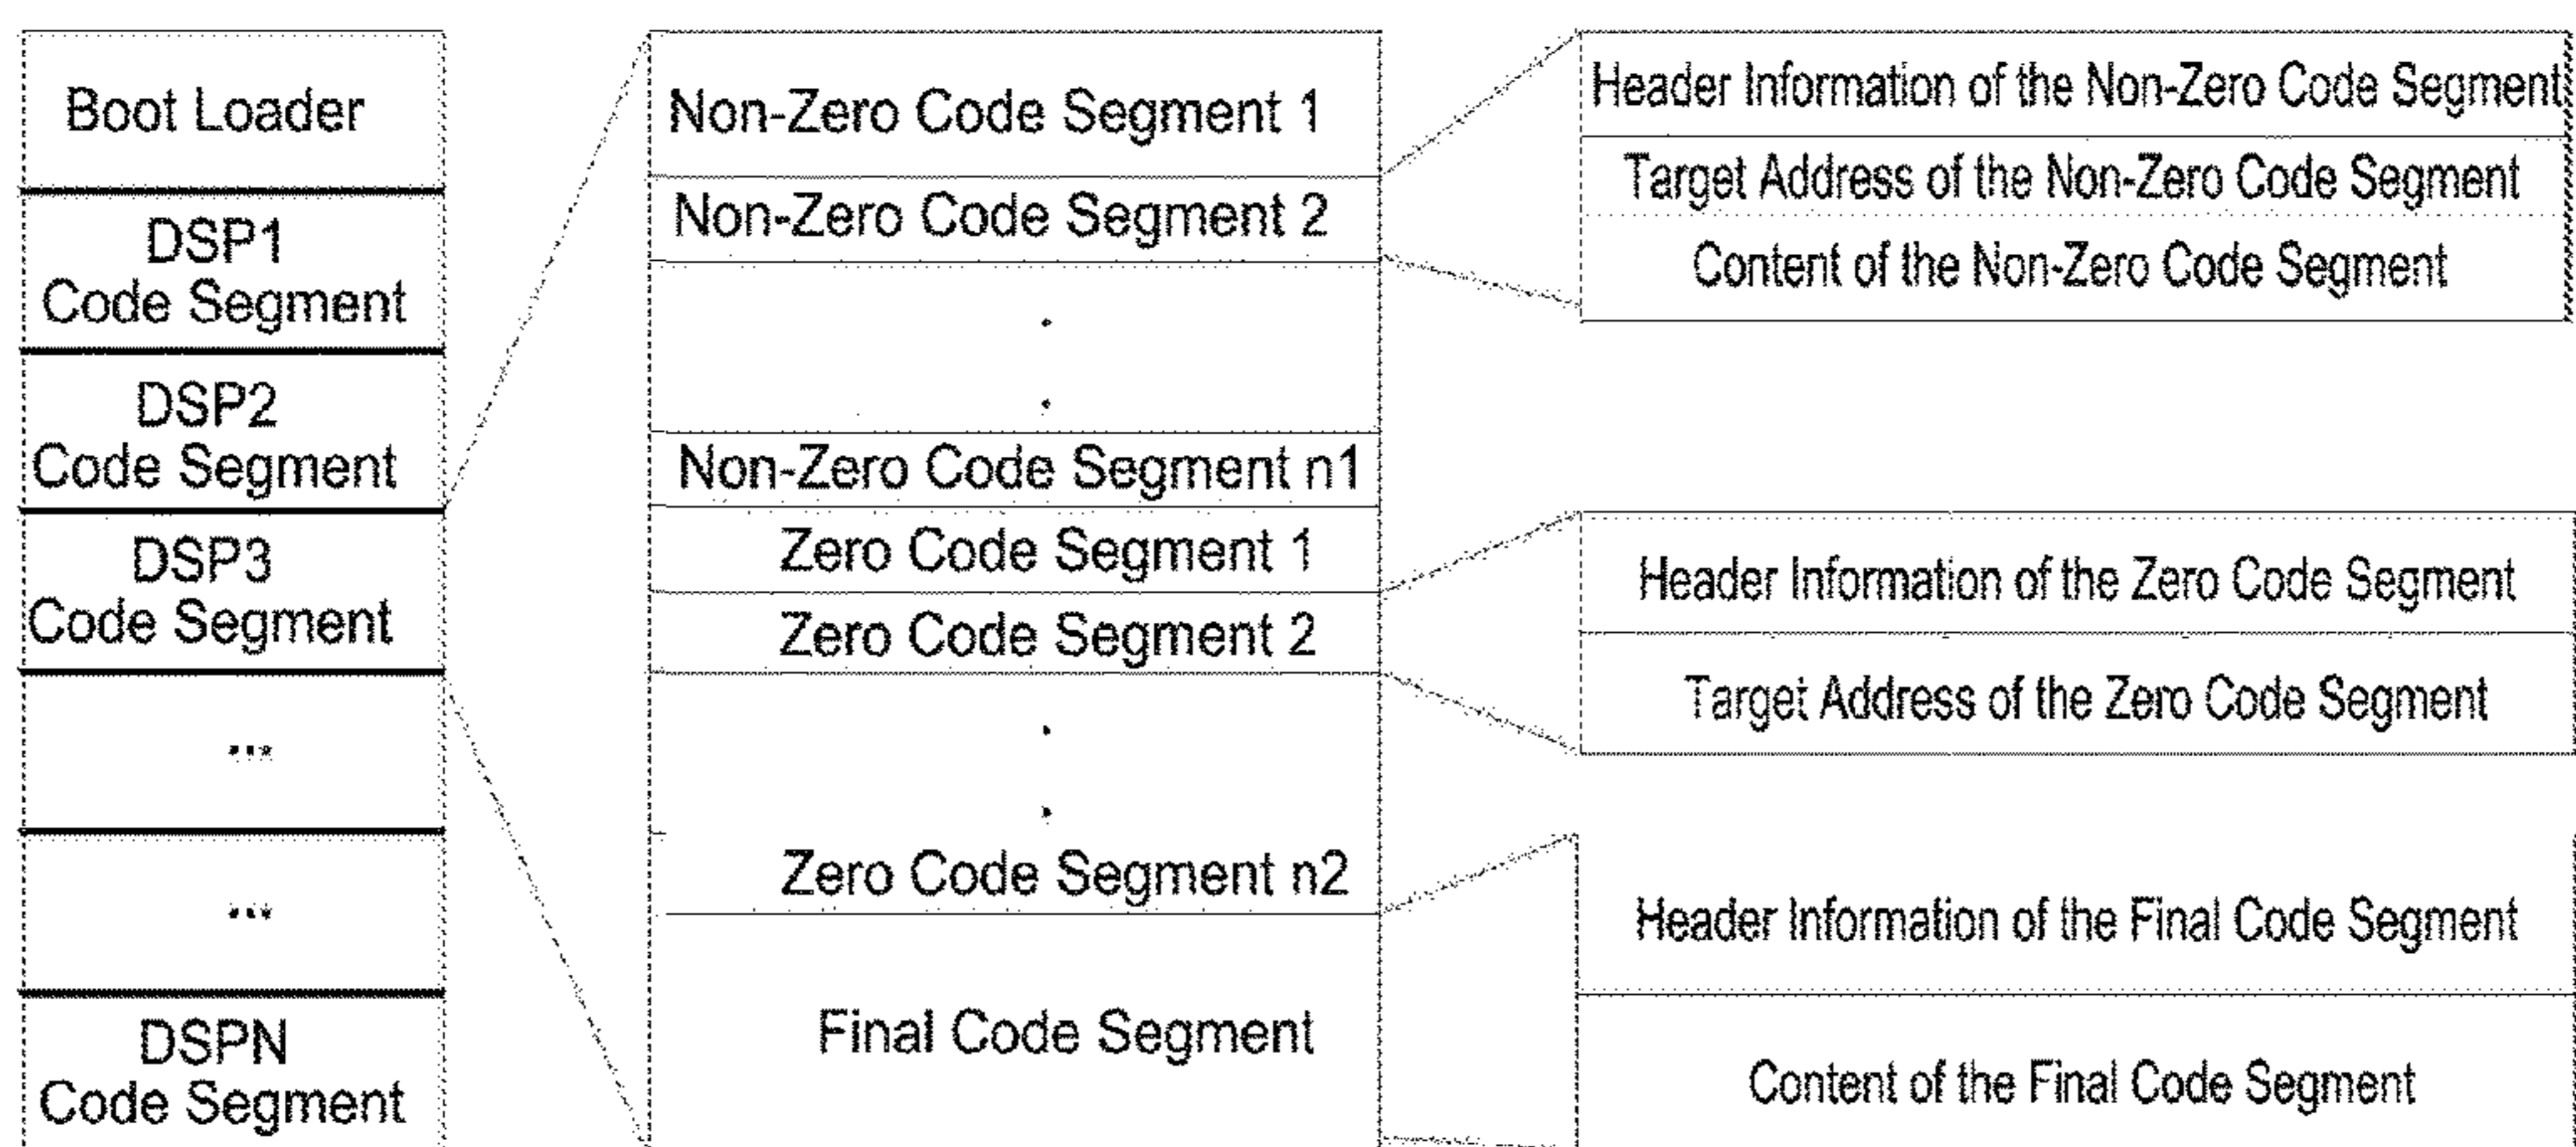 Boot Loader
DSP1
Code Segment
DSP2
Code Segment
DSP3
Code Segment
...
...
DSPN
Code Segment
Non-Zero Code Segment 1
Non-Zero Code Segment 2
.
.
Non-Zero Code Segment n1
Zero Code Segment 1
Zero Code Segment 2
.
.
Zero Code Segment n2
Final Code Segment
Header Information of the Non-Zero Code Segment
Target Address of the Non-Zero Code Segment
Content of the Non-Zero Code Segment
Header Information of the Zero Code Segment
Target Address of the Zero Code Segment
Header Information of the Final Code Segment
Content of the Final Code Segment